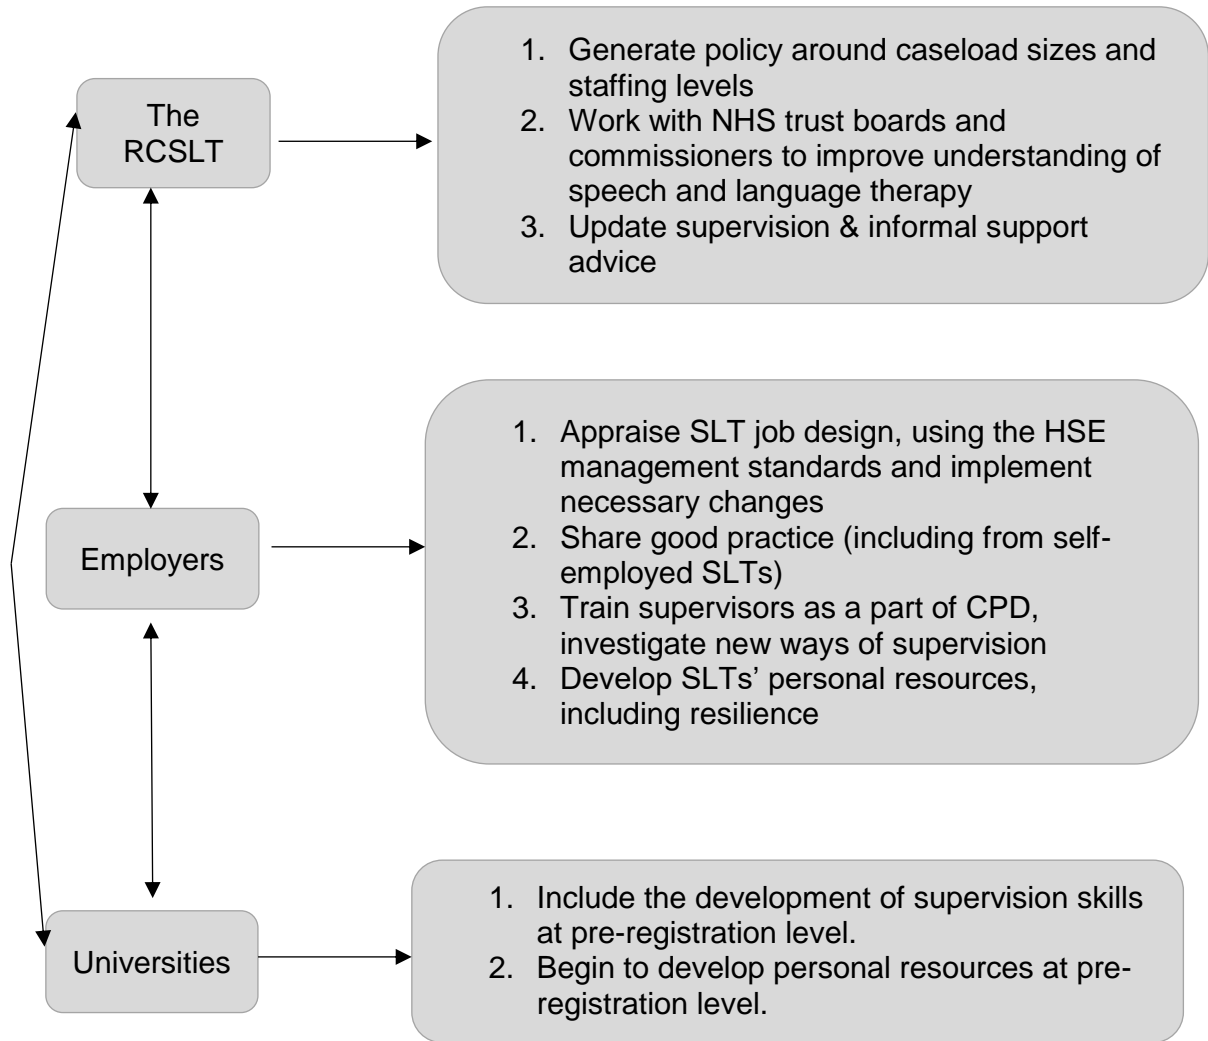 The
RCSLT
1. Generate policy around caseload sizes and
staffing levels
2. Work with NHS trust boards and
commissioners to improve understanding of
speech and language therapy
3. Update supervision & informal support
advice
Employers
1. Appraise SLT job design, using the HSE
management standards and implement
necessary changes
2. Share good practice (including from self-
employed SLTs)
3. Train supervisors as a part of CPD,
investigate new ways of supervision
4. Develop SLTs’ personal resources,
including resilience
Universities
1. Include the development of supervision skills
at pre-registration level.
2. Begin to develop personal resources at pre-
registration level.